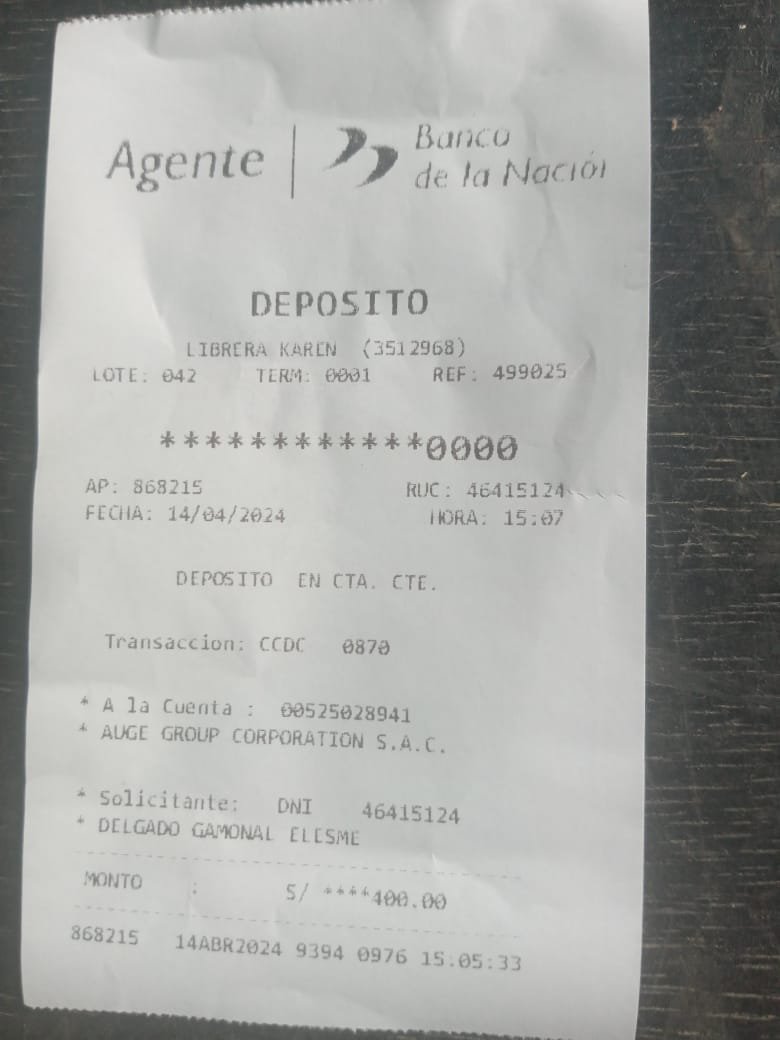 Agente | Banco
de la Nación
DEPOSITO
LIBRERA KAREN (3512968)
LOTE: 042 TERM: 0001 REF: 499025
************0000
AP: 868215 RUC: 46415124
FECHA: 14/04/2024 HORA: 15:07
DEPOSITO EN CTA. CTE.
Transaccion: CCDC 0870
* A la Cuenta : 00525028941
* AUGE GROUP CORPORATION S.A.C.
* Solicitante: DNI 46415124
* DELGADO GAMONAL ELESME
MONTO : S/ ****400.00
868215 14ABR2024 9394 0976 15:05:33